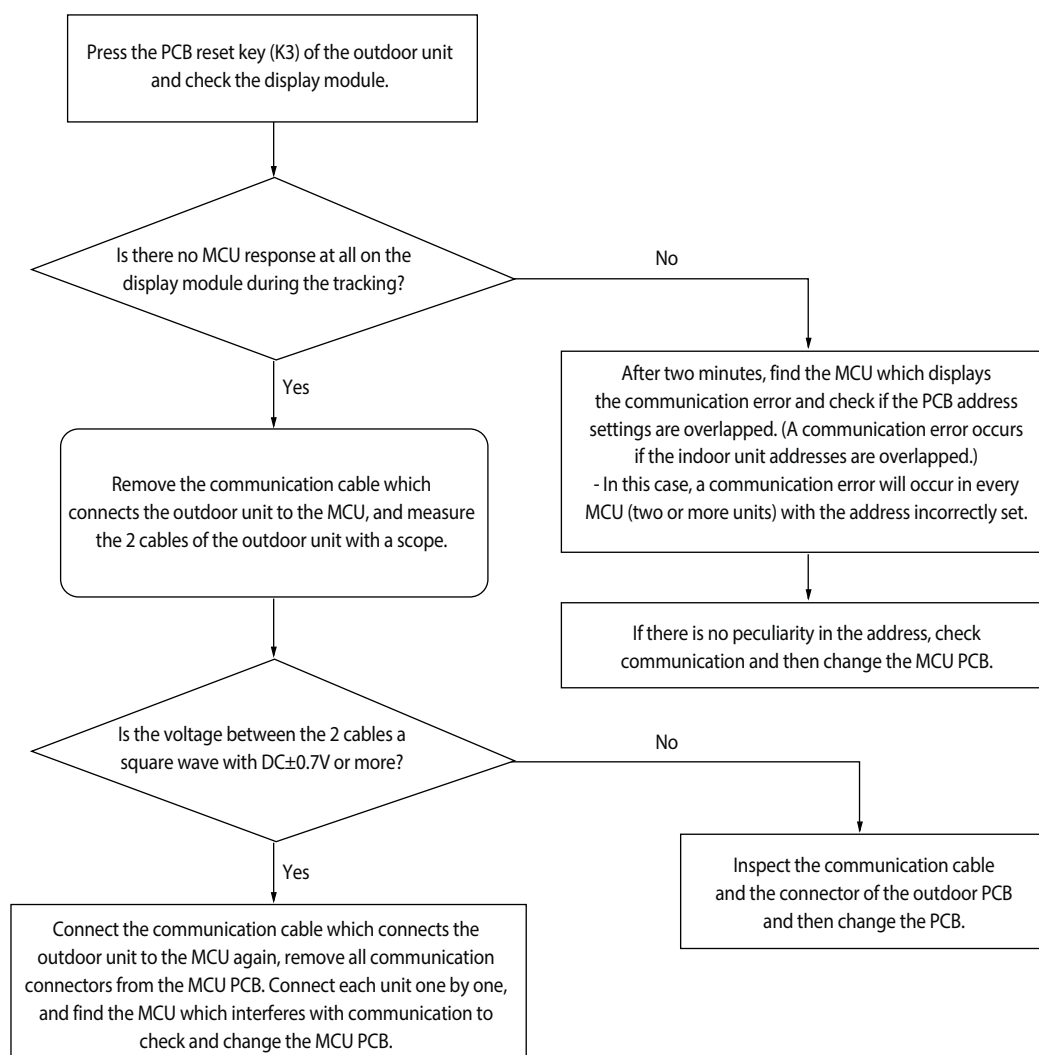 Press the PCB reset key (K3) of the outdoor unit
and check the display module.
Is there no MCU response at all on the
display module during the tracking?
No
Yes
After two minutes, find the MCU which displays
the communication error and check if the PCB address
settings are overlapped. (A communication error occurs
if the indoor unit addresses are overlapped.)
- In this case, a communication error will occur in every
MCU (two or more units) with the address incorrectly set.
Remove the communication cable which
connects the outdoor unit to the MCU, and measure
the 2 cables of the outdoor unit with a scope.
If there is no peculiarity in the address, check
communication and then change the MCU PCB.
Is the voltage between the 2 cables a
square wave with DC±0.7V or more?
No
Yes
Inspect the communication cable
and the connector of the outdoor PCB
and then change the PCB.
Connect the communication cable which connects the
outdoor unit to the MCU again, remove all communication
connectors from the MCU PCB. Connect each unit one by one,
and find the MCU which interferes with communication to
check and change the MCU PCB.